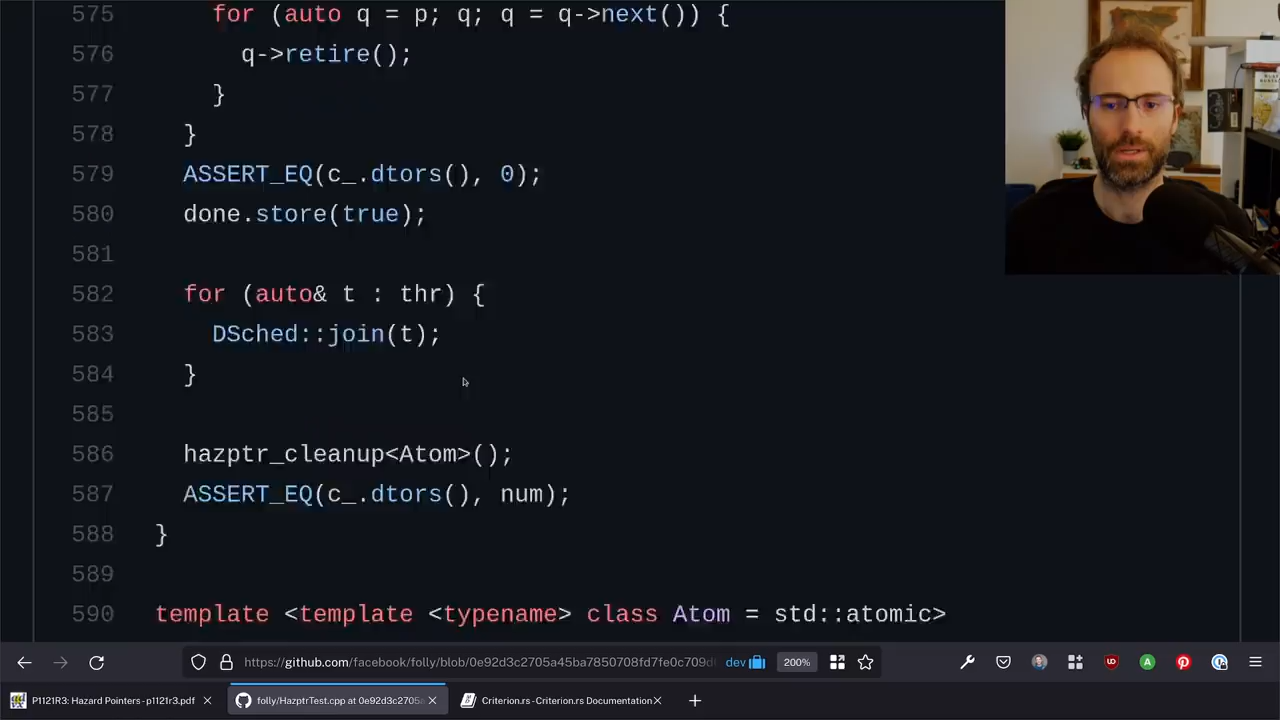 575 for (auto q = p; q; q = q->next()) {
576 q->retire();
577 }
578 }
579 ASSERT_EQ(c_.dtors(), 0);
580 done.store(true);
581
582 for (auto& t : thr) {
583 DSched::join(t);
584 }
585
586 hazptr_cleanup<Atom>();
587 ASSERT_EQ(c_.dtors(), num);
588 }
589
590 template <template <typename> class Atom = std::atomic>
https://github.com/facebook/folly/blob/0e92d3c2705a45ba7850708fd7fe0c709d dev 200%
P1121R3: Hazard Pointers - p1121r3.pdf folly/HazptrTest.cpp at 0e92d3c2705a Criterion.rs - Criterion.rs Documentation